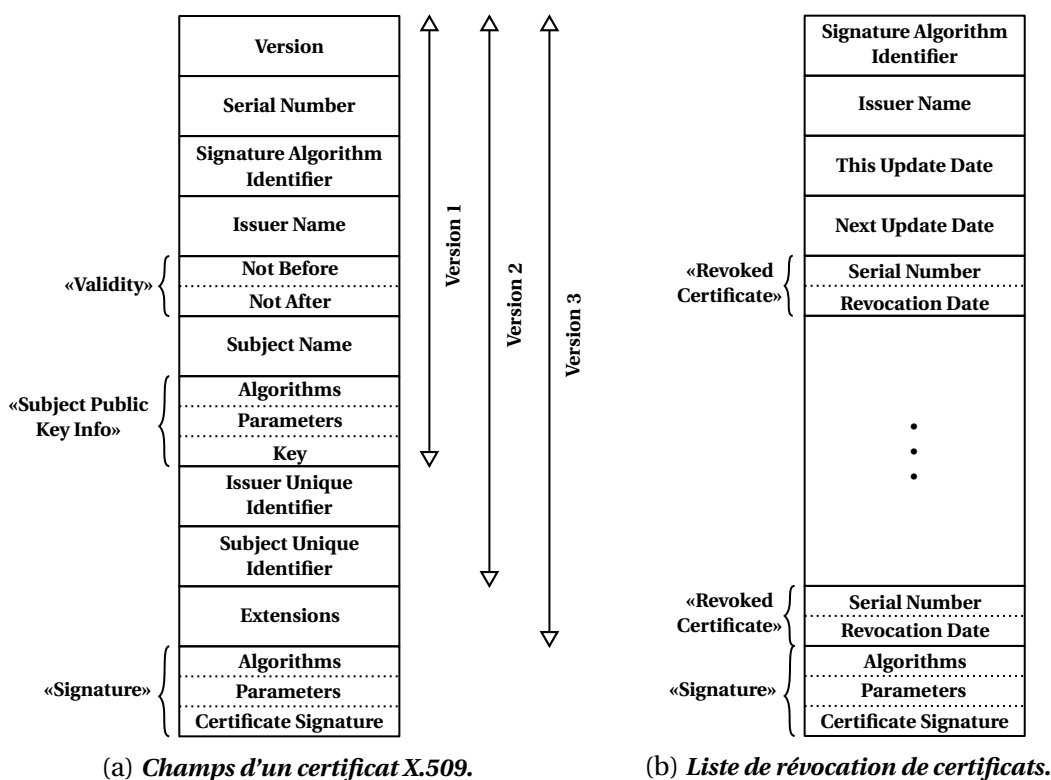 Version
Serial Number
Signature Algorithm
Identifier
Issuer Name
«Validity»
Not Before
Not After
Subject Name
«Subject Public
Key Info»
Algorithms
Parameters
Key
Issuer Unique
Identifier
Subject Unique
Identifier
Extensions
«Signature»
Algorithms
Parameters
Certificate Signature
Version 1
Version 2
Version 3
(a) Champs d'un certificat X.509.
Signature Algorithm
Identifier
Issuer Name
This Update Date
Next Update Date
«Revoked
Certificate»
Serial Number
Revocation Date
«Revoked
Certificate»
Serial Number
Revocation Date
«Signature»
Algorithms
Parameters
Certificate Signature
(b) Liste de révocation de certificats.